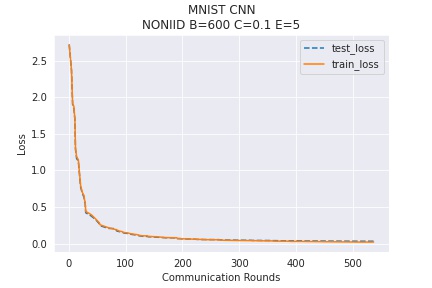 MNIST CNN
NONIID B=600 C=0.1 E=5
test_loss
train_loss
2.5
2.0
1.5
1.0
0.5
0.0
Loss
0 100 200 300 400 500
Communication Rounds